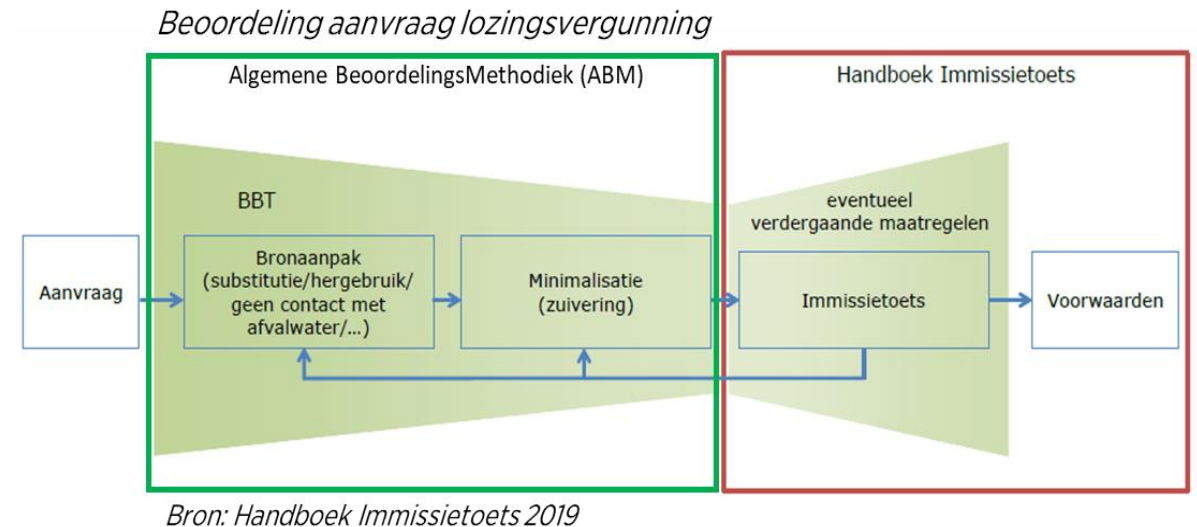 Beoordeling aanvraag lozingsvergunning
Algemene BeoordelingsMethodiek (ABM)
Handboek Immissietoets
BBT
eventueel
verdergaande maatregelen
Aanvraag
Bronaanpak
(substitutie/hergebruik/
geen contact met
afvalwater/...)
Minimalisatie
(zuivering)
Immissietoets
Voorwaarden
Bron: Handboek Immissietoets 2019